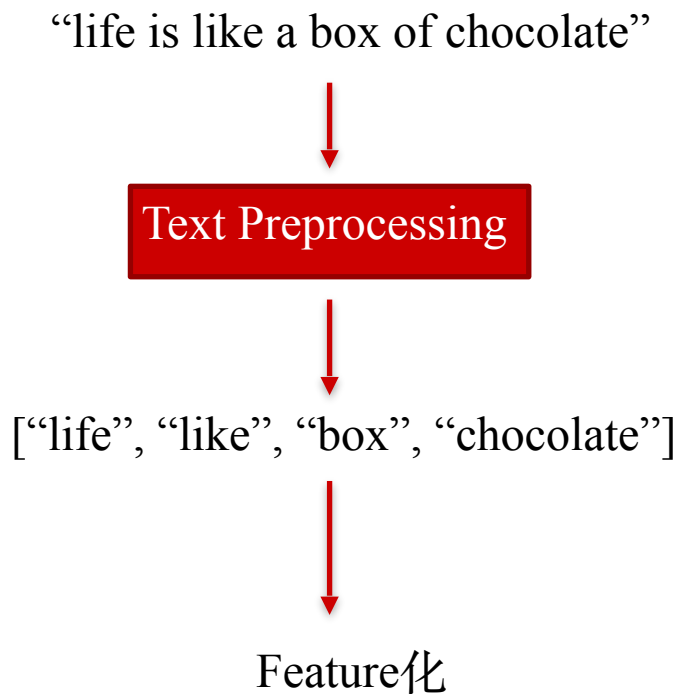 “life is like a box of chocolate”
Text Preprocessing
[“life”, “like”, “box”, “chocolate”]
Feature化